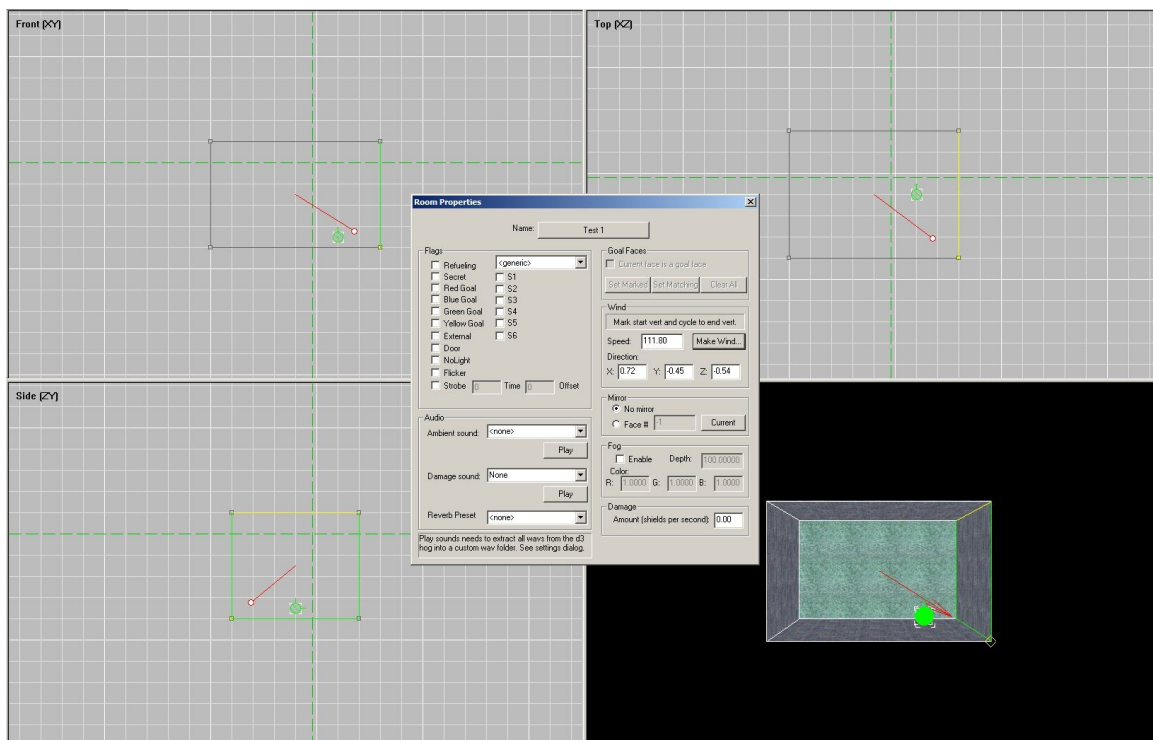 Front [XY]
Top [XZ]
Side [ZY]
Room Properties
Name: Test 1
Flags
<generic>
Refueling
Secret
Red Goal
Blue Goal
Green Goal
Yellow Goal
External
Door
NoLight
Flicker
Strobe 0 Time 0 Offset
S1
S2
S3
S4
S5
S6
Audio
Ambient sound: <none>
Play
Damage sound: None
Play
Reverb Preset <none>
Play sounds needs to extract all wavs from the d3
hog into a custom wav folder. See settings dialog.
Goal Faces
Current face is a goal face
Set Marked Set Matching Clear All
Wind
Mark start vert and cycle to end vert.
Speed: 111.80 Make Wind...
Direction:
X: 0.72 Y: -0.45 Z: -0.54
Mirror
No mirror
Face # -1 Current
Fog
Enable Depth: 100.00000
Color:
R: 1.0000 G: 1.0000 B: 1.0000
Damage
Amount (shields per second): 0.00